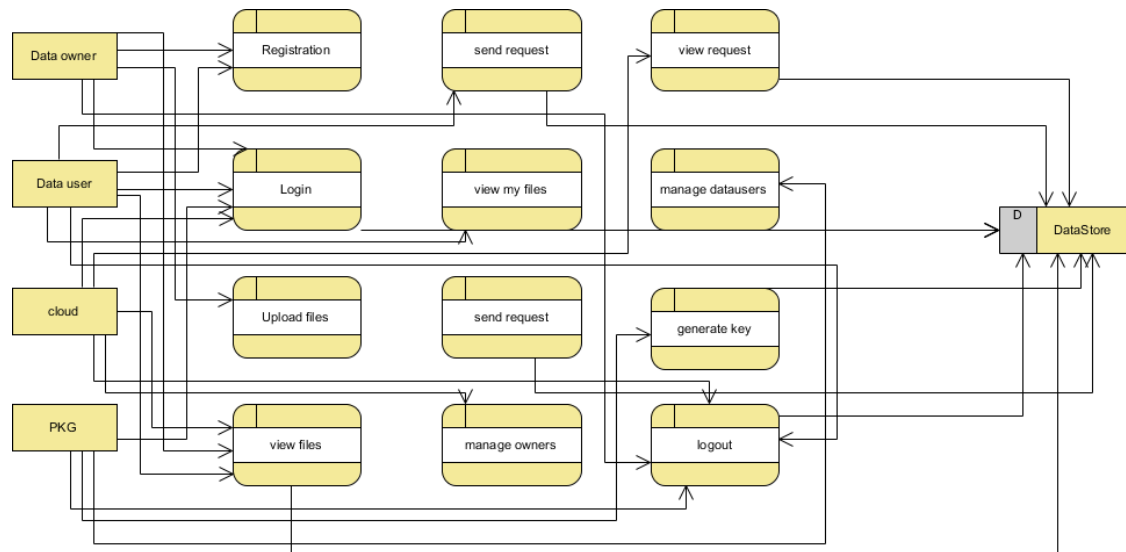 Data owner
Registration
send request
view request
Data user
Login
view my files
manage datausers
D
DataStore
cloud
Upload files
send request
generate key
PKG
view files
manage owners
logout